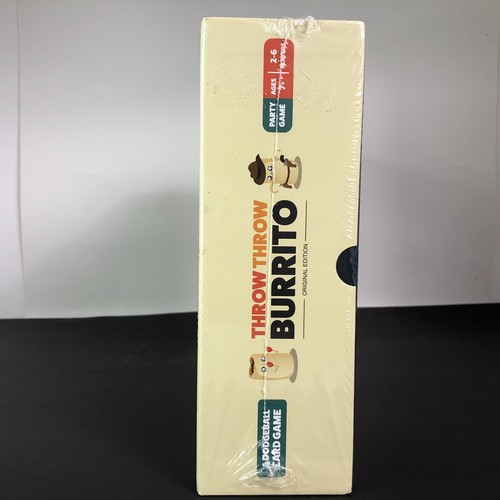 A DODGEBALL
CARD GAME
THROW THROW
BURRITO
ORIGINAL EDITION
PARTY
GAME
AGES
2-6